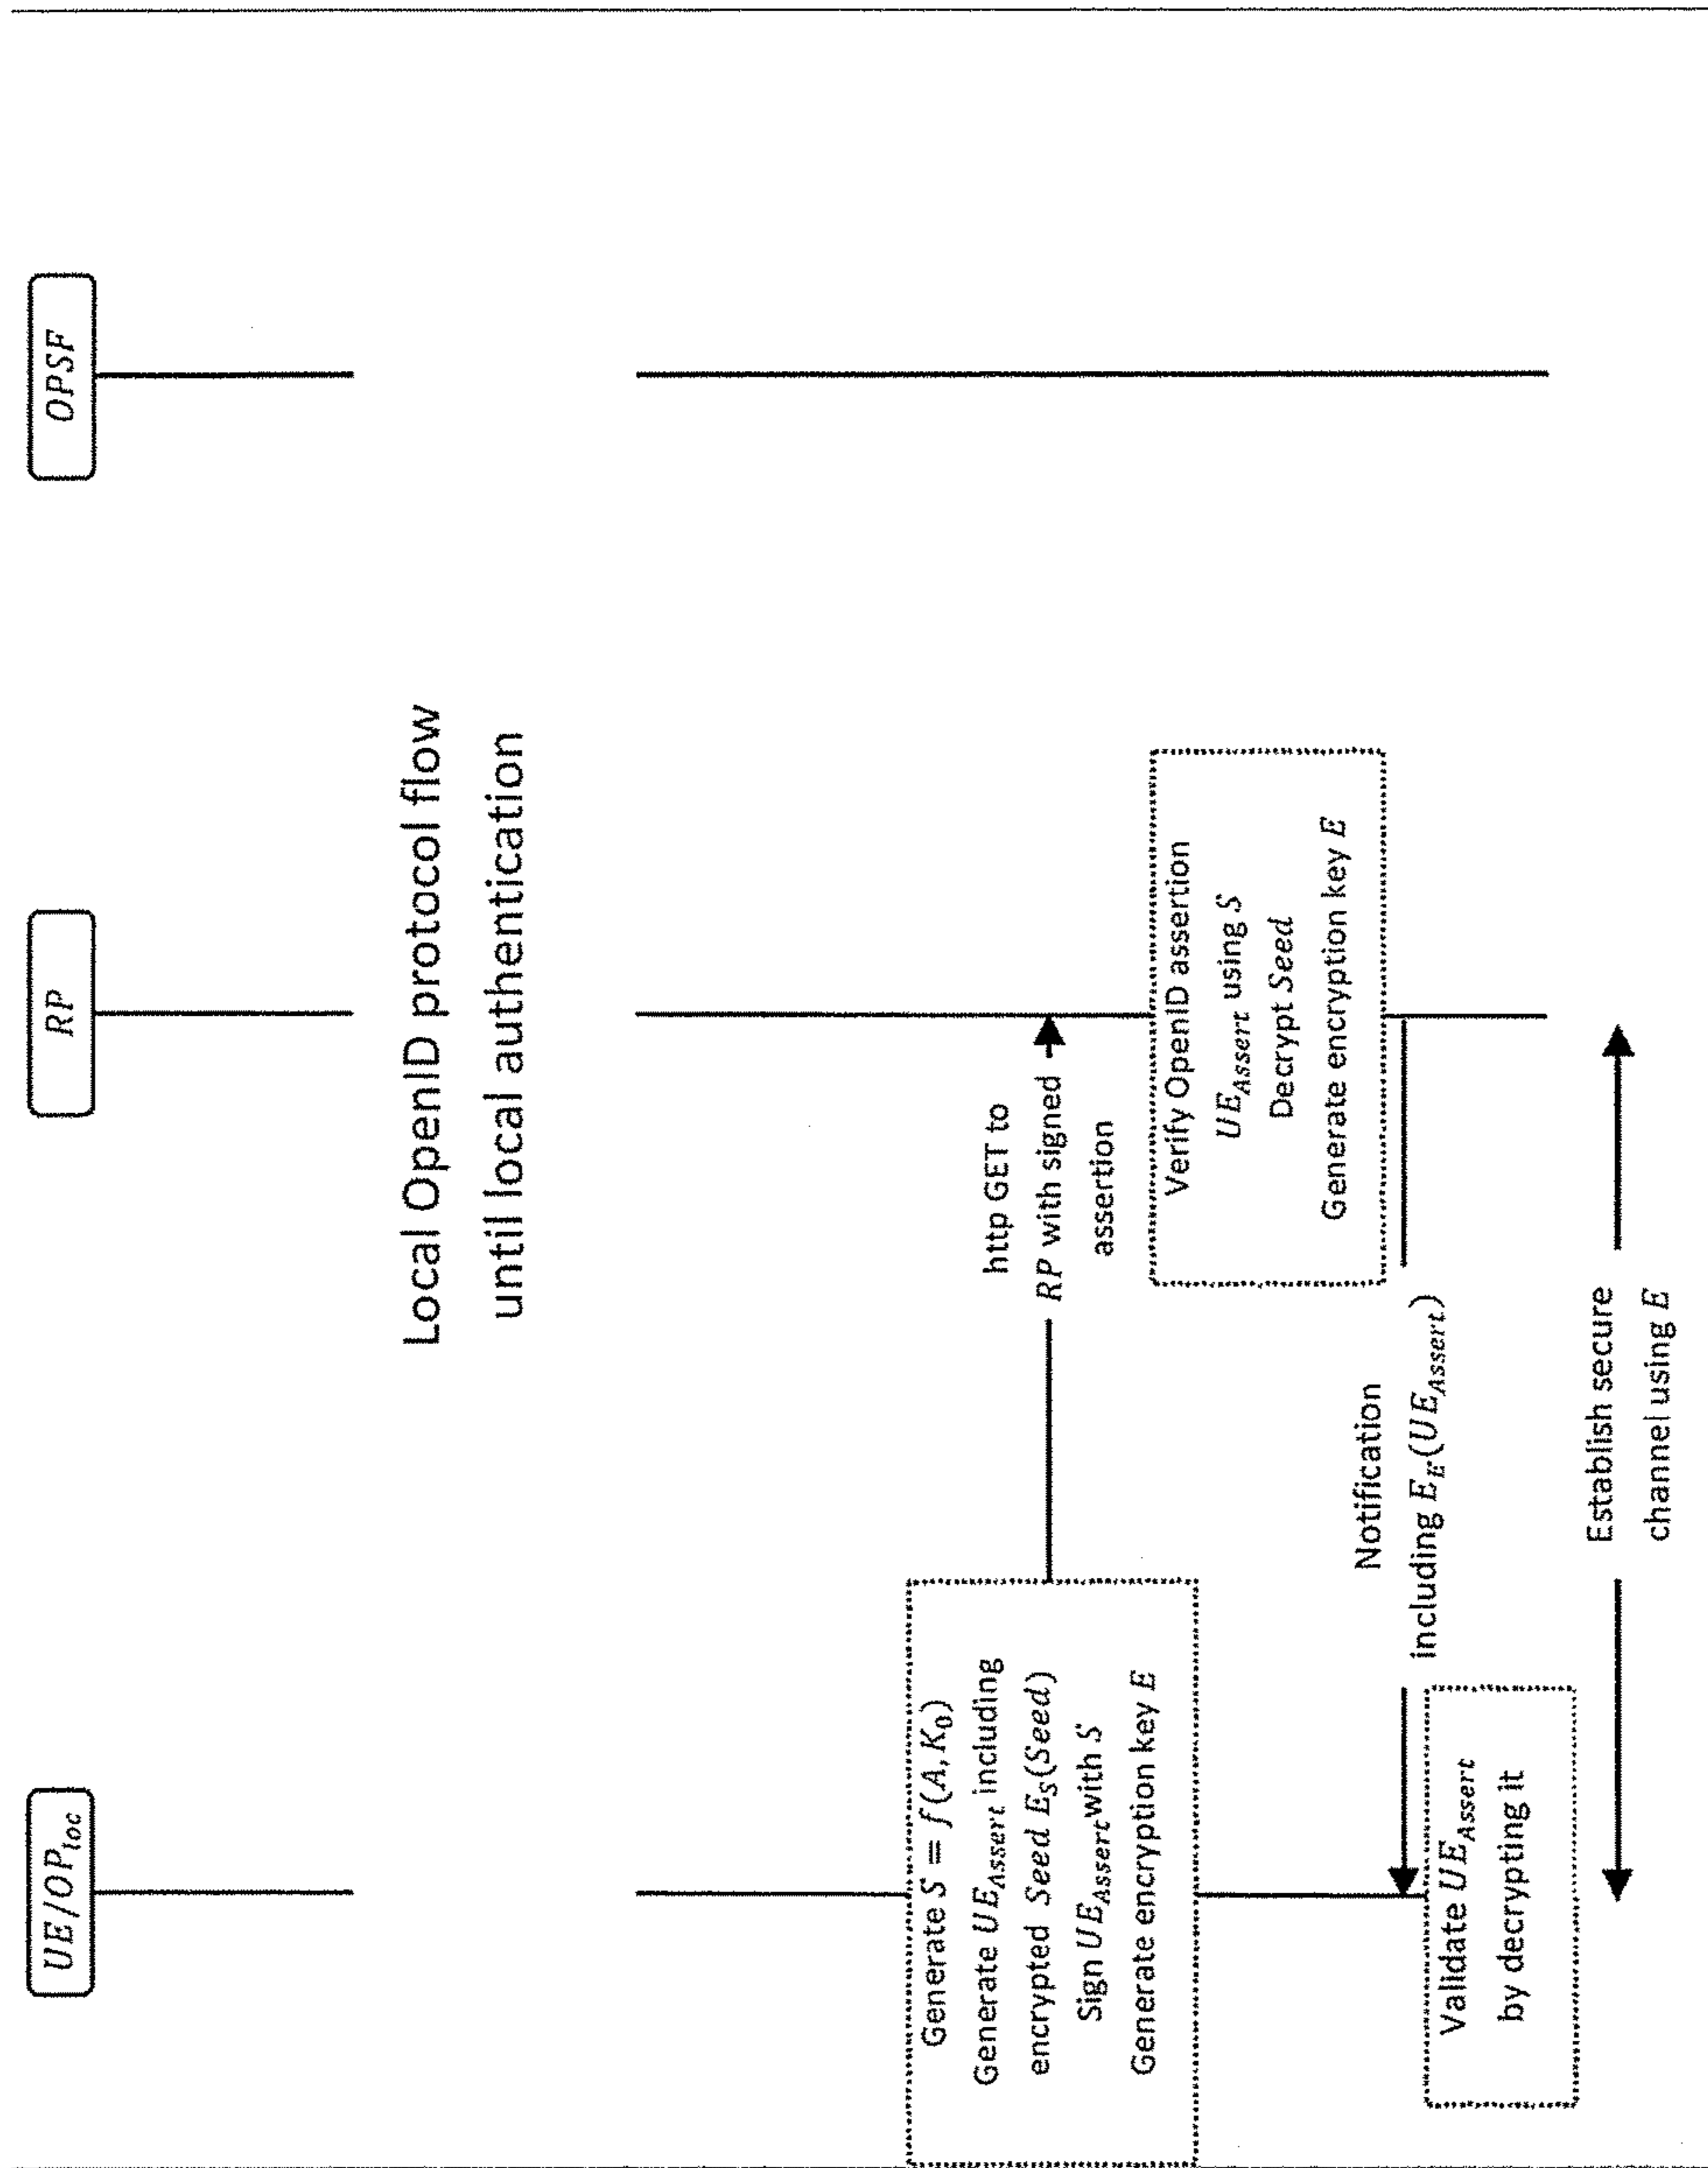 UE/OP_loc
RP
OPSF
Local OpenID protocol flow
until local authentication
Generate S = f(A, K_0)
Generate UE_Assert including
encrypted Seed E_S(Seed)
Sign UE_Assert with S
Generate encryption key E
http GET to
RP with signed
assertion
Verify OpenID assertion
UE_Assert using S
Decrypt Seed
Generate encryption key E
Notification
including E_E(UE_Assert)
Validate UE_Assert
by decrypting it
Establish secure
channel using E